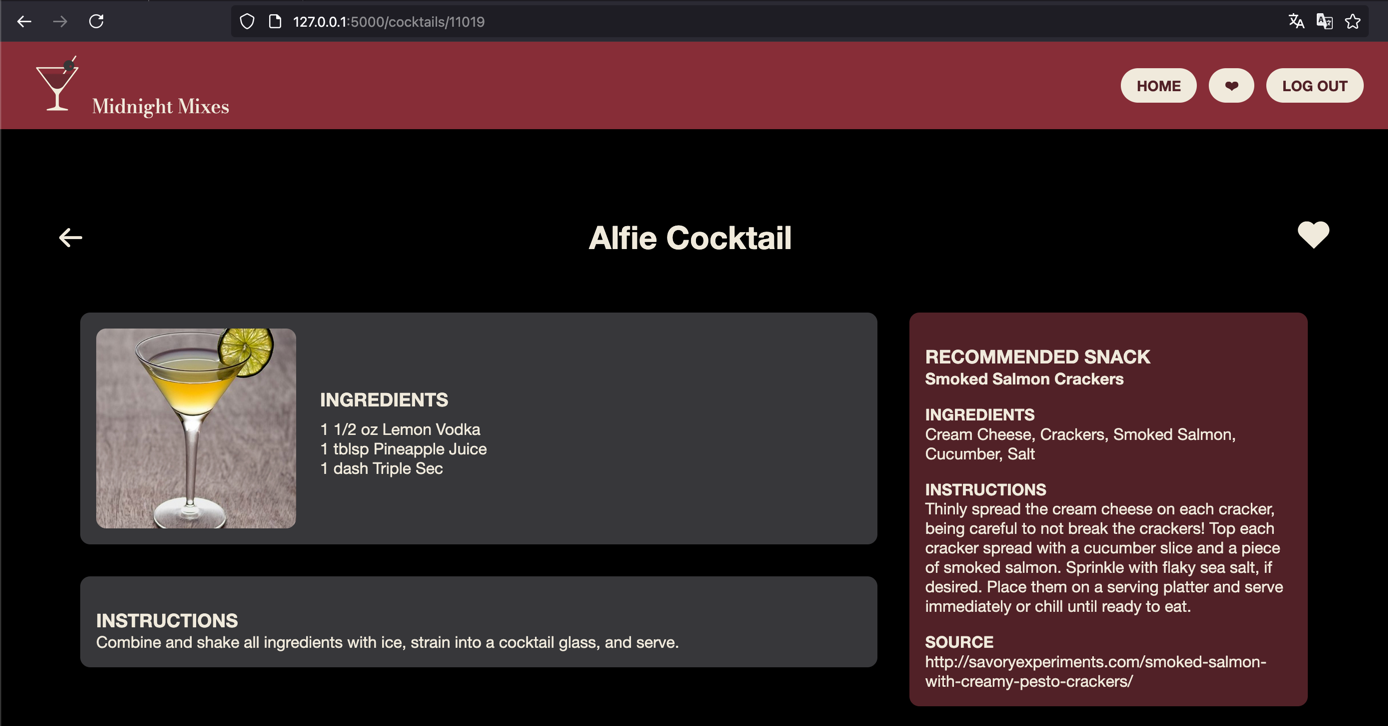 127.0.0.1:5000/cocktails/11019
Midnight Mixes
HOME
❤
LOG OUT
Alfie Cocktail
INGREDIENTS
1 1/2 oz Lemon Vodka
1 tblsp Pineapple Juice
1 dash Triple Sec
INSTRUCTIONS
Combine and shake all ingredients with ice, strain into a cocktail glass, and serve.
RECOMMENDED SNACK
Smoked Salmon Crackers
INGREDIENTS
Cream Cheese, Crackers, Smoked Salmon,
Cucumber, Salt
INSTRUCTIONS
Thinly spread the cream cheese on each cracker,
being careful to not break the crackers! Top each
cracker spread with a cucumber slice and a piece
of smoked salmon. Sprinkle with flaky sea salt, if
desired. Place them on a serving platter and serve
immediately or chill until ready to eat.
SOURCE
http://savoryexperiments.com/smoked-salmon-
with-creamy-pesto-crackers/